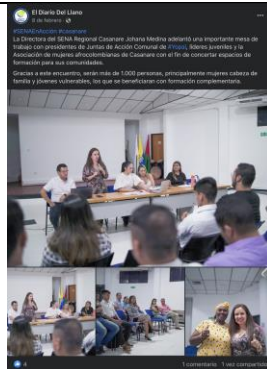 El Diario Del Llano
8 de febrero ·
#SENAEnAcción #casanare
La Directora del SENA Regional Casanare Johana Medina adelantó una importante mesa de
trabajo con presidentes de Juntas de Acción Comunal de #Yopal, líderes juveniles y la
Asociación de mujeres afrocolombianas de Casanare con el fin de concertar espacios de
formación para sus comunidades.
Gracias a este encuentro, serán más de 1.000 personas, principalmente mujeres cabeza de
familia y jóvenes vulnerables, los que se beneficiarán con formación complementaria.
4
1 comentario 1 vez compartido